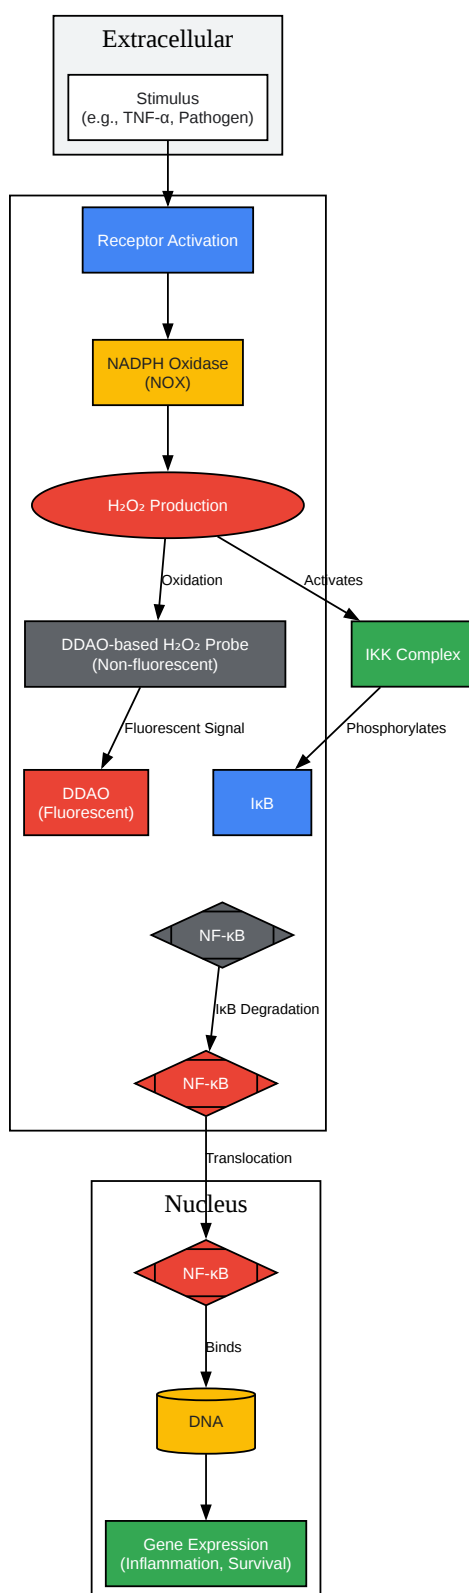 Extracellular
Stimulus
(e.g., TNF-α, Pathogen)
Receptor Activation
NADPH Oxidase
(NOX)
H₂O₂ Production
Oxidation
Activates
DDAO-based H₂O₂ Probe
(Non-fluorescent)
IKK Complex
Fluorescent Signal
Phosphorylates
DDAO
(Fluorescent)
IκB
NF-κB
IκB Degradation
NF-κB
Translocation
Nucleus
NF-κB
Binds
DNA
Gene Expression
(Inflammation, Survival)